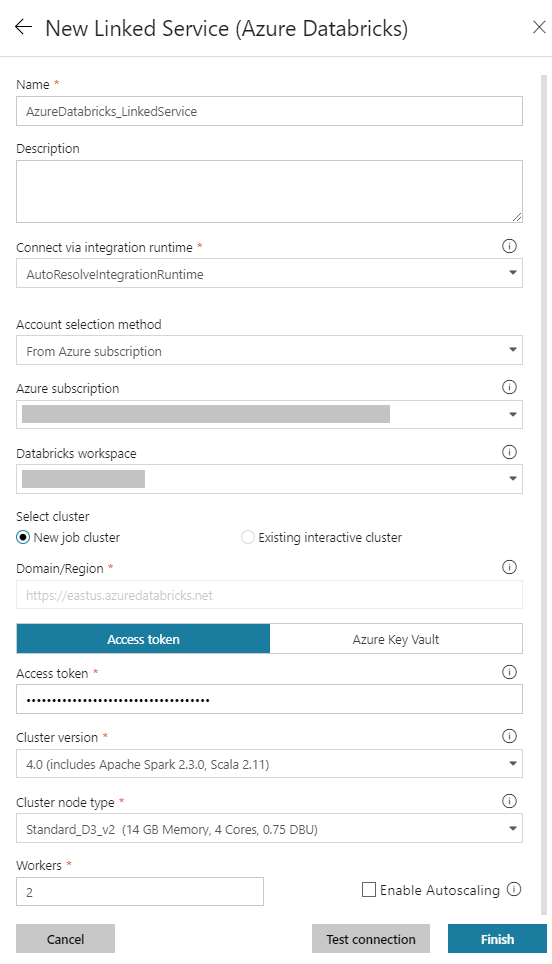 New Linked Service (Azure Databricks)
Name *
AzureDatabricks_LinkedService
Description
Connect via integration runtime *
AutoResolveIntegrationRuntime
Account selection method
From Azure subscription
Azure subscription
Databricks workspace
Select cluster
New job cluster Existing interactive cluster
Domain/Region *
https://eastus.azuredatabricks.net
Access token Azure Key Vault
Access token *
••••••••••••••••••••••••••••••••••••
Cluster version *
4.0 (includes Apache Spark 2.3.0, Scala 2.11)
Cluster node type *
Standard_D3_v2 (14 GB Memory, 4 Cores, 0.75 DBU)
Workers *
2 Enable Autoscaling
Cancel Test connection Finish